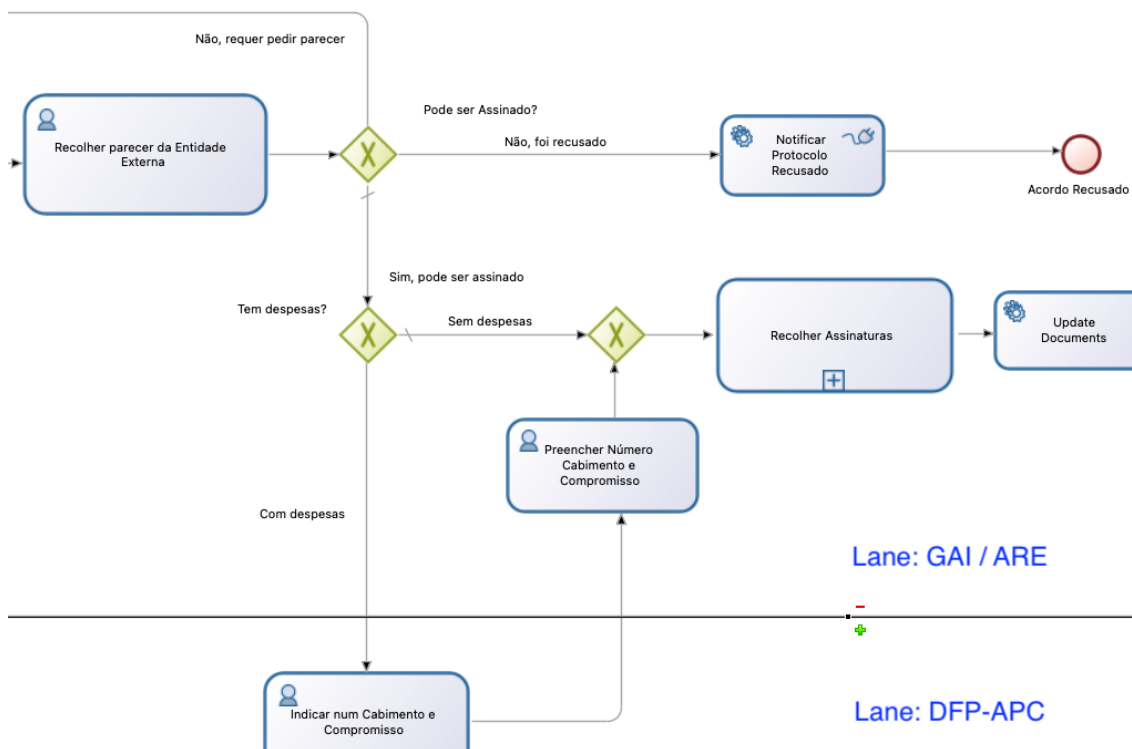 Não, requer pedir parecer
Pode ser Assinado?
Recolher parecer da Entidade
Externa
Não, foi recusado
Notificar
Protocolo
Recusado
Acordo Recusado
Sim, pode ser assinado
Tem despesas?
Sem despesas
Recolher Assinaturas
Update
Documents
Preencher Número
Cabimento e
Compromisso
Com despesas
Lane: GAI / ARE
Indicar num Cabimento e
Compromisso
Lane: DFP-APC